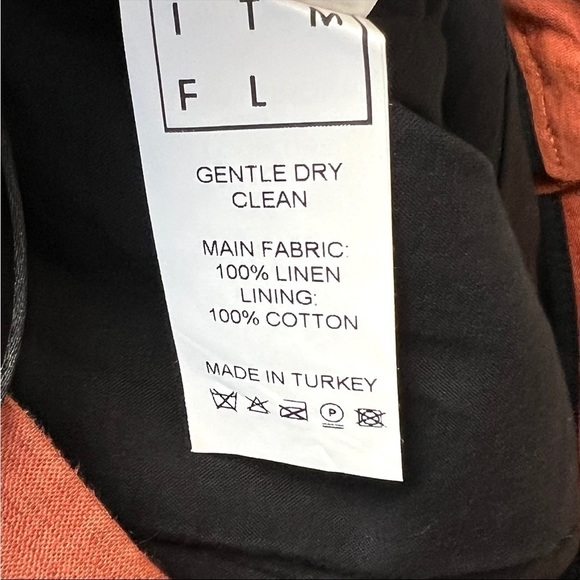 I T M
F L
GENTLE DRY
CLEAN
MAIN FABRIC:
100% LINEN
LINING:
100% COTTON
MADE IN TURKEY
P